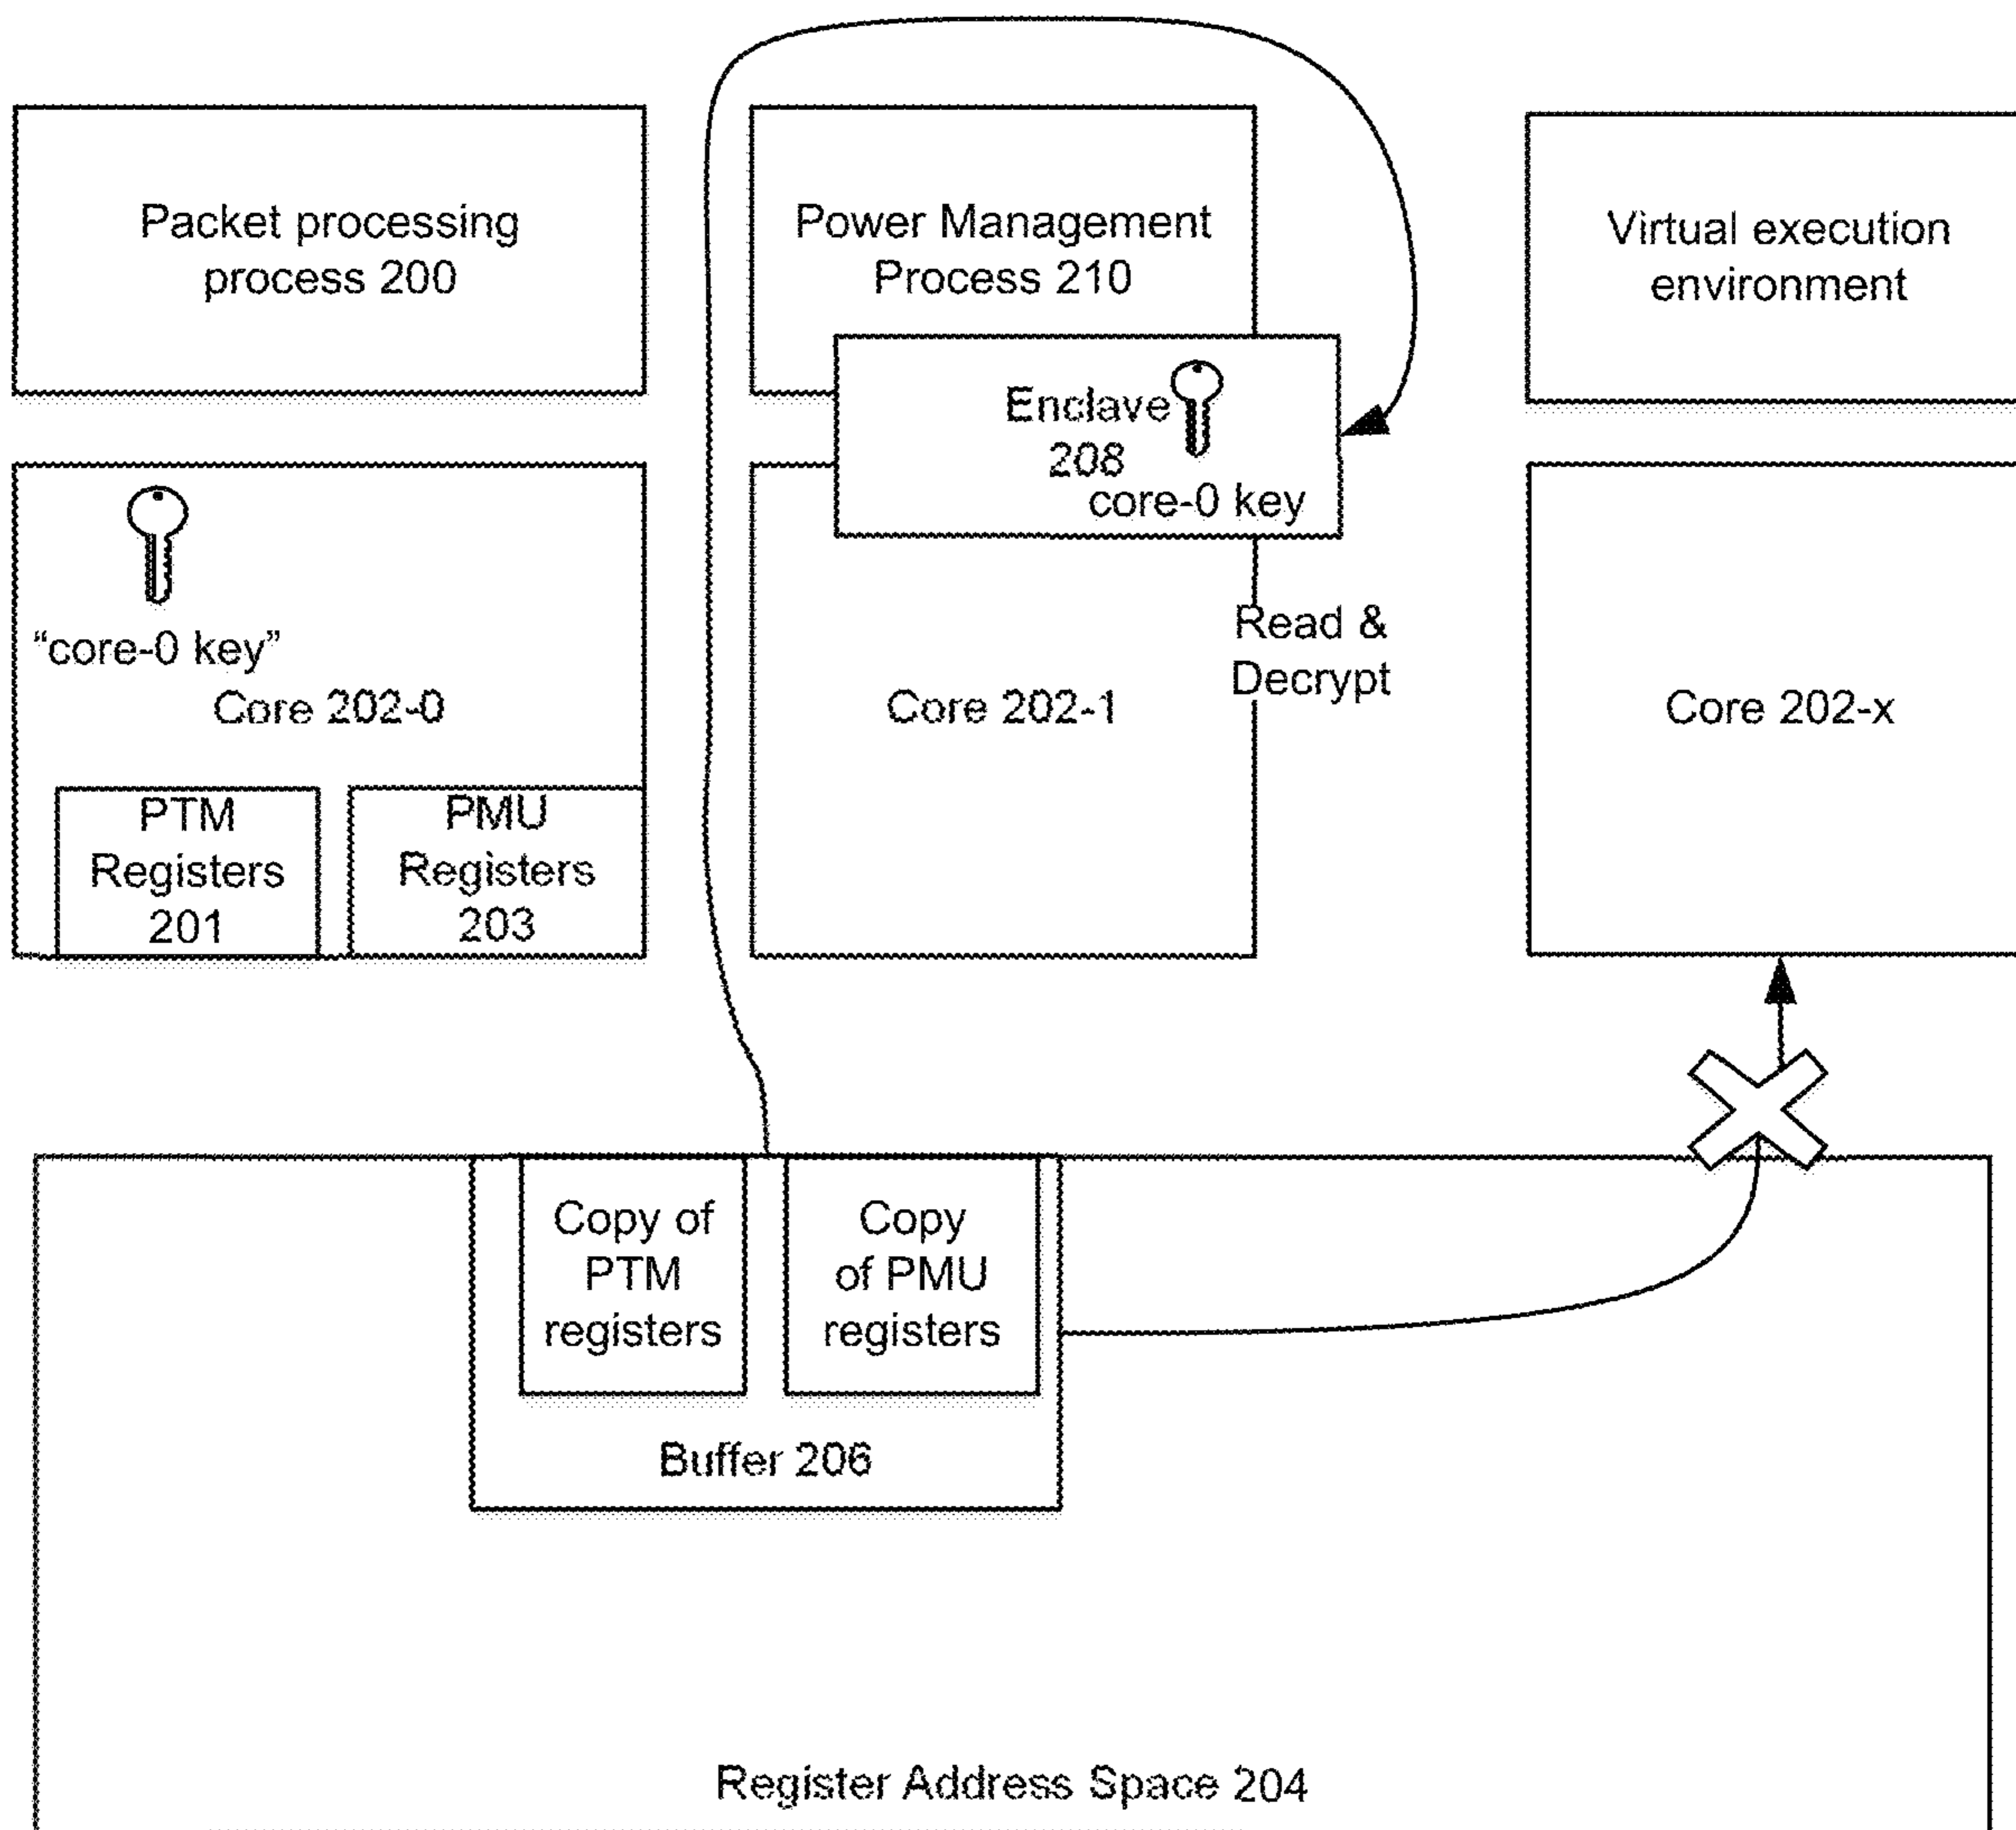 Packet processing
process 200
Power Management
Process 210
Virtual execution
environment
Enclave
208
core-0 key
“core-0 key”
Core 202-0
Core 202-1
Read &
Decrypt
Core 202-x
PTM
Registers
201
PMU
Registers
203
Copy of
PTM
registers
Copy
of PMU
registers
Buffer 206
Register Address Space 204